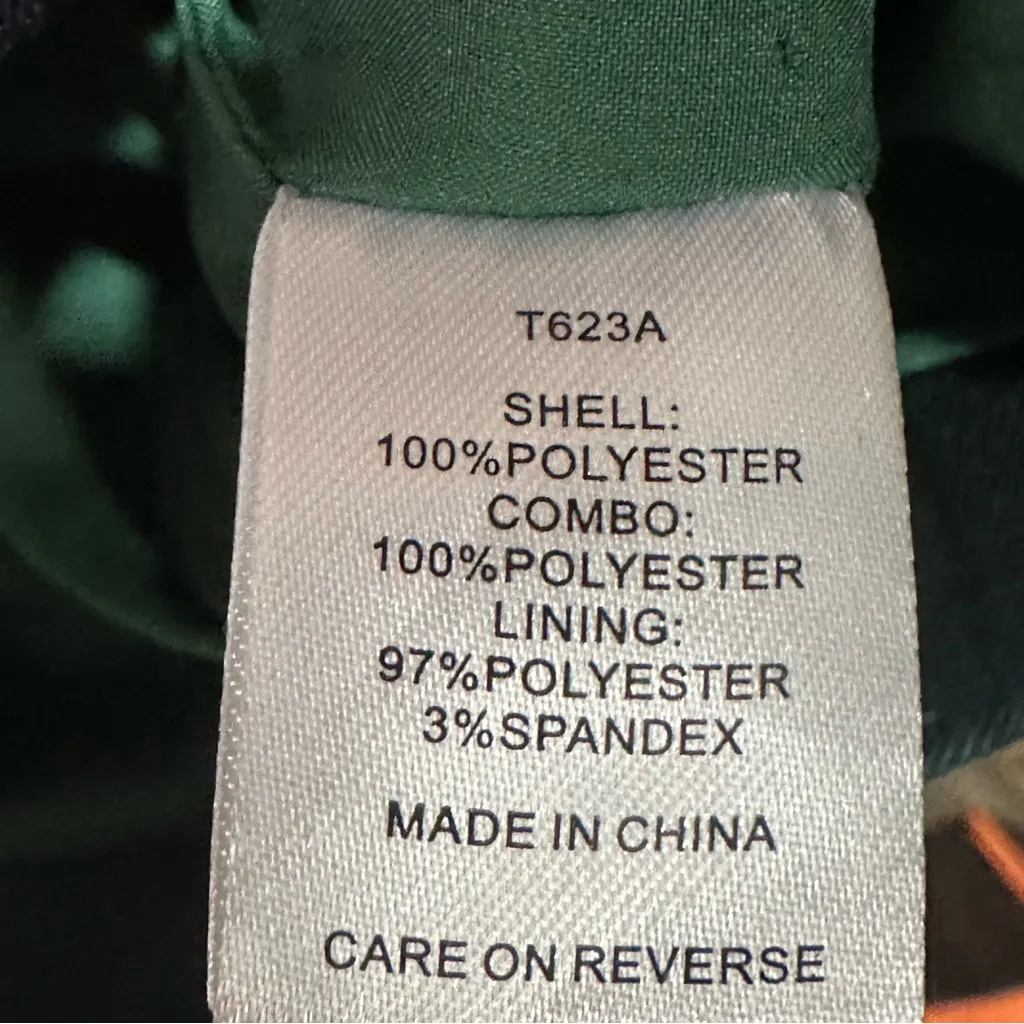 T623A
SHELL:
100%POLYESTER
COMBO:
100%POLYESTER
LINING:
97%POLYESTER
3%SPANDEX
MADE IN CHINA
CARE ON REVERSE